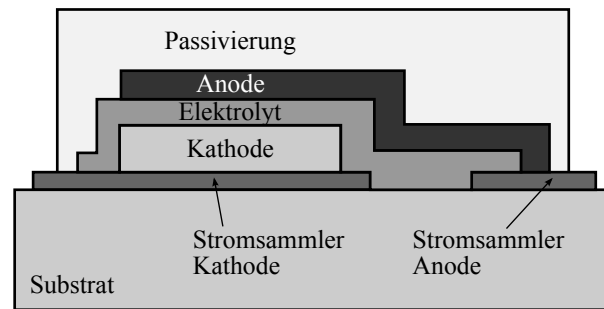 Passivierung
Anode
Elektrolyt
Kathode
Stromsammler
Kathode
Stromsammler
Anode
Substrat